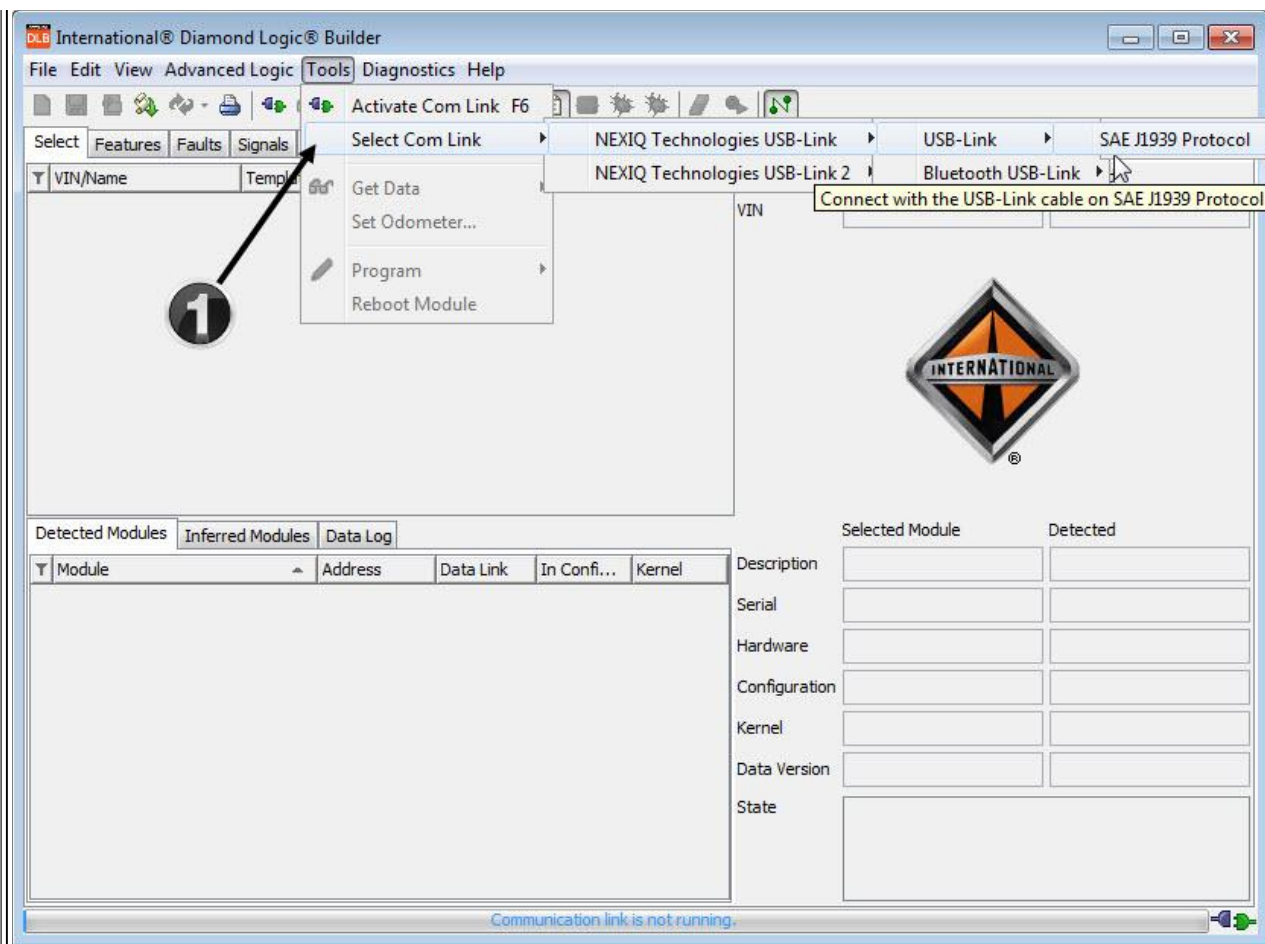 International® Diamond Logic® Builder
File Edit View Advanced Logic Tools Diagnostics Help
Activate Com Link F6
Select Com Link
Get Data
Set Odometer...
Program
Reboot Module
NEXIQ Technologies USB-Link
NEXIQ Technologies USB-Link 2
USB-Link
Bluetooth USB-Link
SAE J1939 Protocol
Connect with the USB-Link cable on SAE J1939 Protocol
Select Features Faults Signals
VIN/Name Templa
VIN
1
INTERNATIONAL
®
Detected Modules Inferred Modules Data Log
Module Address Data Link In Confi... Kernel
Selected Module Detected
Description
Serial
Hardware
Configuration
Kernel
Data Version
State
Communication link is not running.